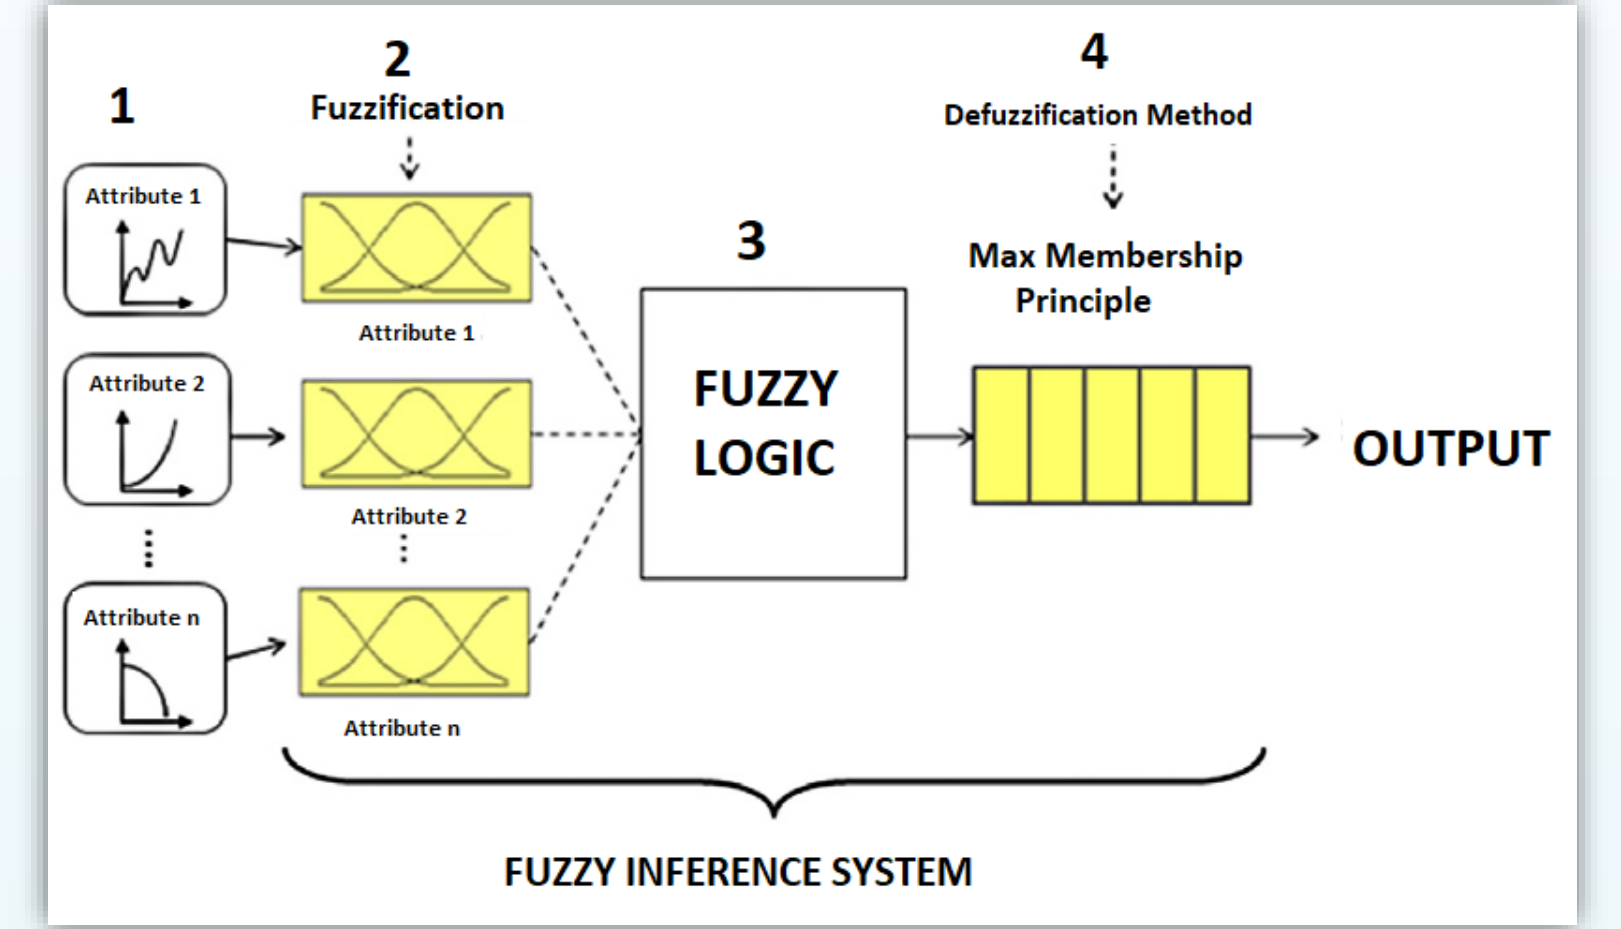 1
Attribute 1
Attribute 2
Attribute n
2
Fuzzification
Attribute 1
Attribute 2
Attribute n
3
FUZZY
LOGIC
4
Defuzzification Method
Max Membership
Principle
OUTPUT
FUZZY INFERENCE SYSTEM